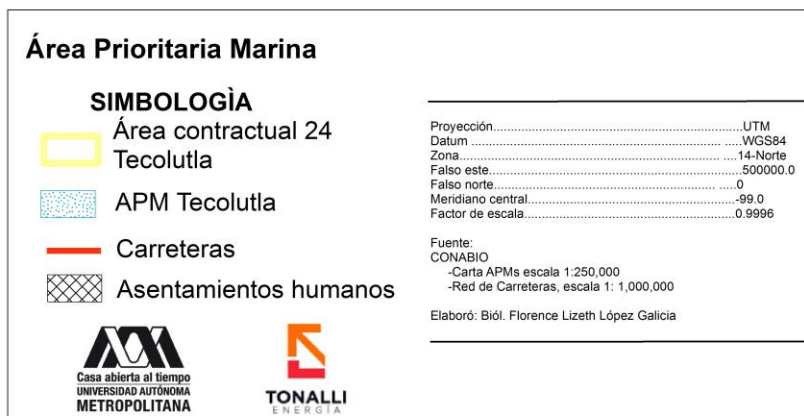 Área Prioritaria Marina
SIMBOLOGÌA
Área contractual 24
Tecolutla
APM Tecolutla
Carreteras
Asentamientos humanos
Casa abierta al tiempo
UNIVERSIDAD AUTÓNOMA
METROPOLITANA
TONALLI
ENERGÍA
Proyección.......................................................UTM
Datum ........................................... ....WGS84
Zona................................................... ....14-Norte
Falso este.......................................................500000.0
Falso norte................................................ .....0
Meridiano central...............................................-99.0
Factor de escala..............................................0.9996
Fuente:
CONABIO
-Carta APMs escala 1:250,000
-Red de Carreteras, escala 1: 1,000,000
Elaboró: Biól. Florence Lizeth López Galicia